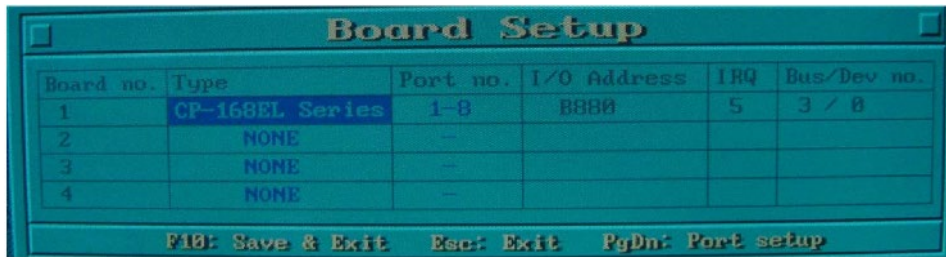 Board Setup
Board no. Type Port no. I/O Address IRQ Bus/Dev no.
1 CP-168EL Series 1-8 B880 5 3 / 0
2 NONE -
3 NONE -
4 NONE -
F10: Save & Exit Esc: Exit PgDn: Port setup